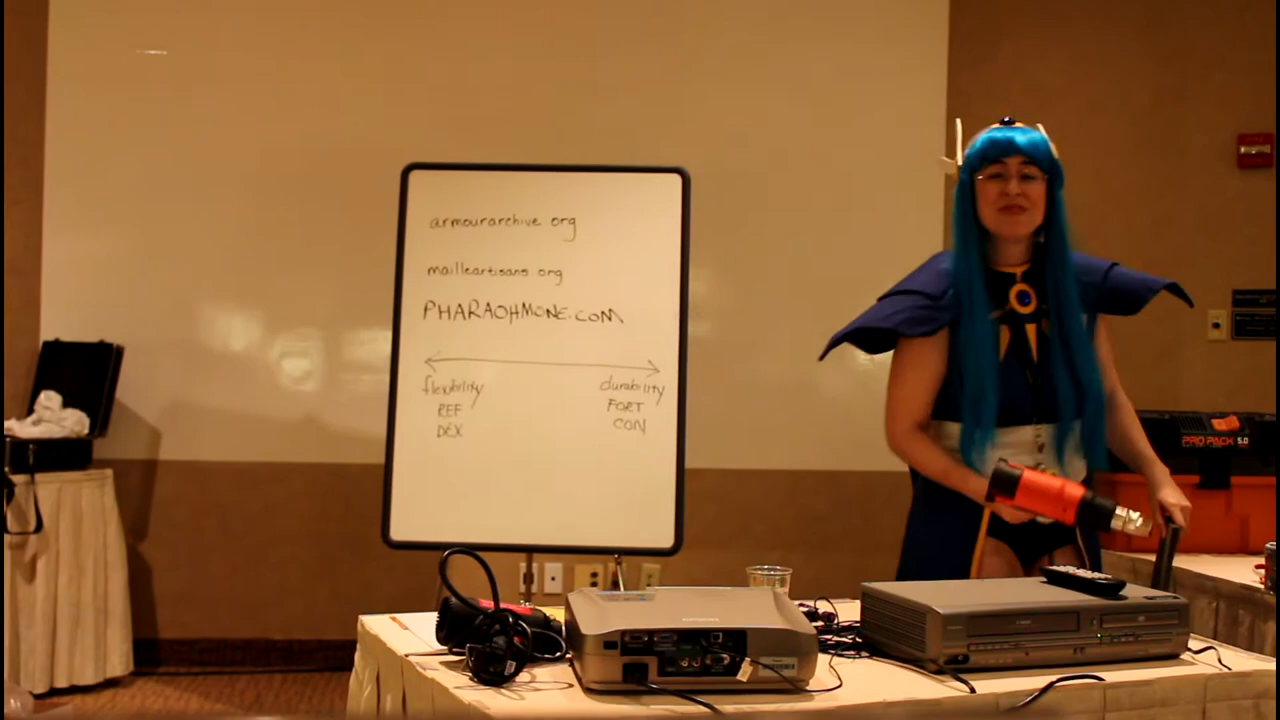 armourarchive org
mailleartisans org
PHARAOHMONE.COM
flexibility durability
REF FORT
DEX CON
PRO PACK 5.0